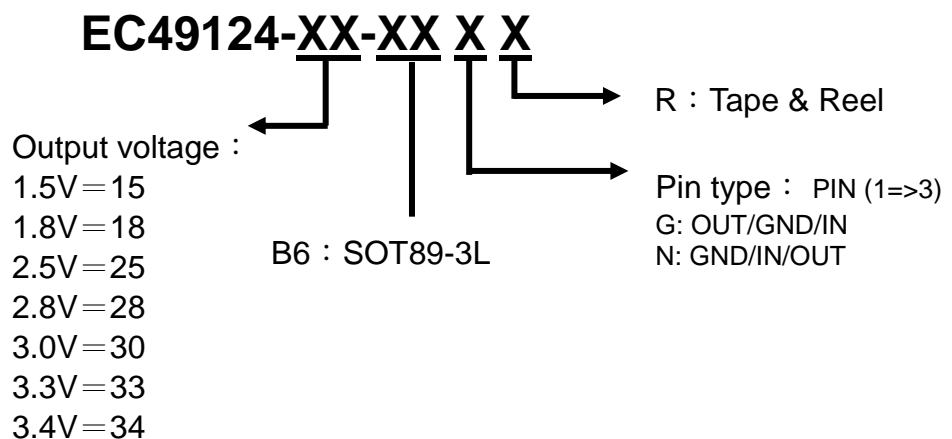 EC49124-XX-XX X X
R：Tape & Reel
Output voltage：
1.5V＝15
1.8V＝18
2.5V＝25
2.8V＝28
3.0V＝30
3.3V＝33
3.4V＝34
B6：SOT89-3L
Pin type： PIN (1=>3)
G: OUT/GND/IN
N: GND/IN/OUT